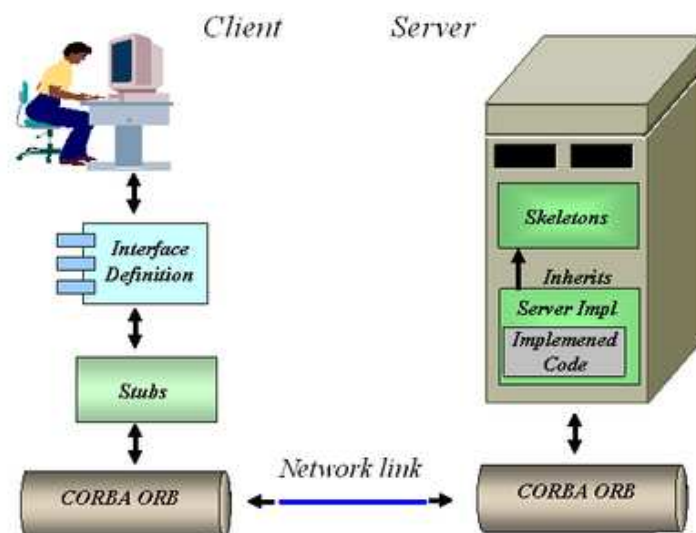 Client
Server
Interface
Definition
Skeletons
Inherits
Server Impl
Implemened
Code
Stubs
Network link
CORBA ORB
CORBA ORB